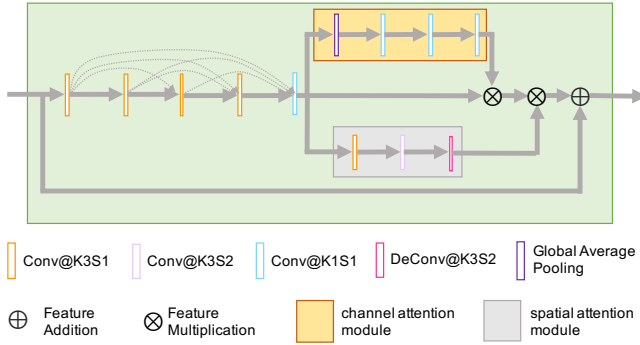 Conv@K3S1
Conv@K3S2
Conv@K1S1
DeConv@K3S2
Global Average
Pooling
Feature
Addition
Feature
Multiplication
channel attention
module
spatial attention
module